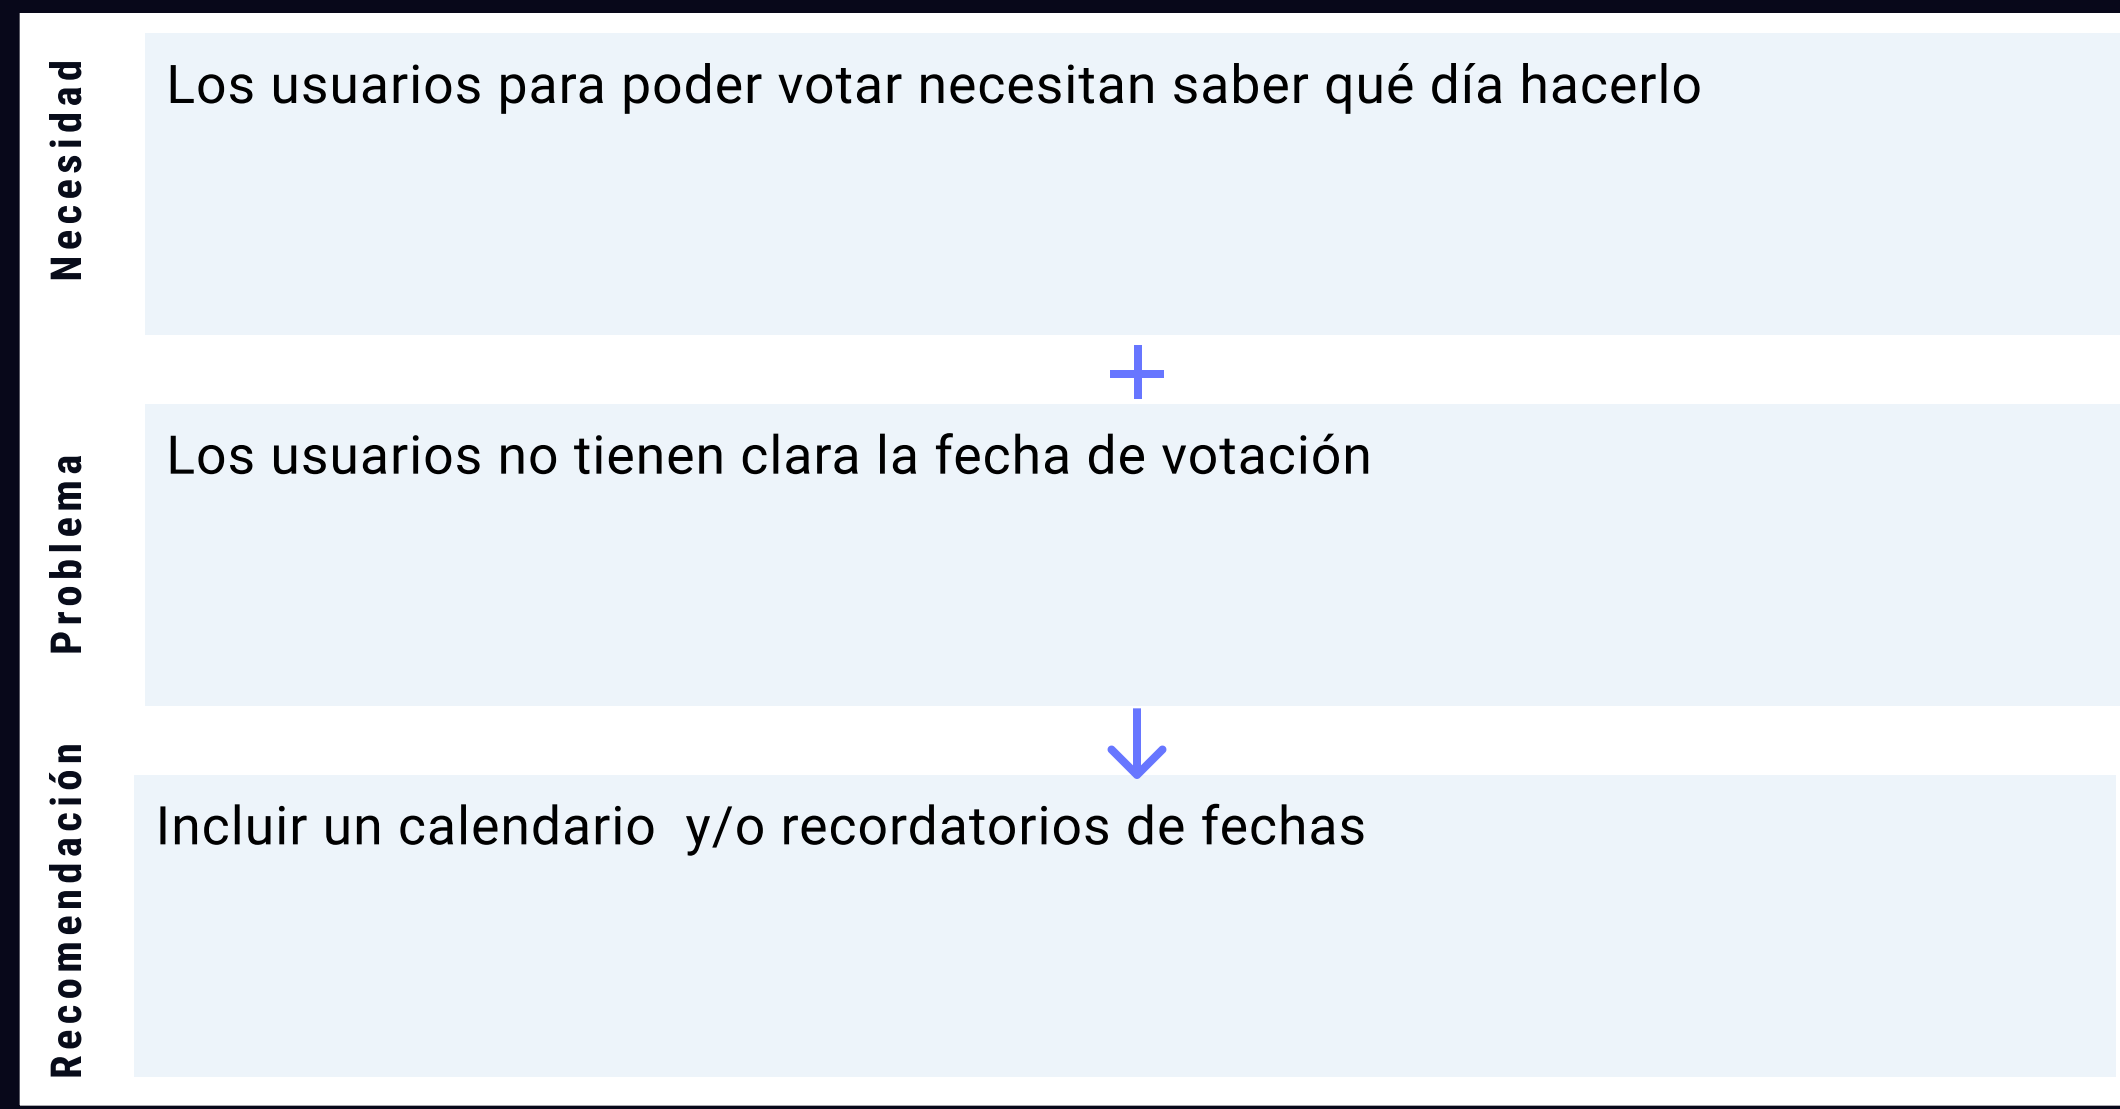 Necesidad
Los usuarios para poder votar necesitan saber qué día hacerlo
+
Problema
Los usuarios no tienen clara la fecha de votación
Recomendación
Incluir un calendario  y/o recordatorios de fechas